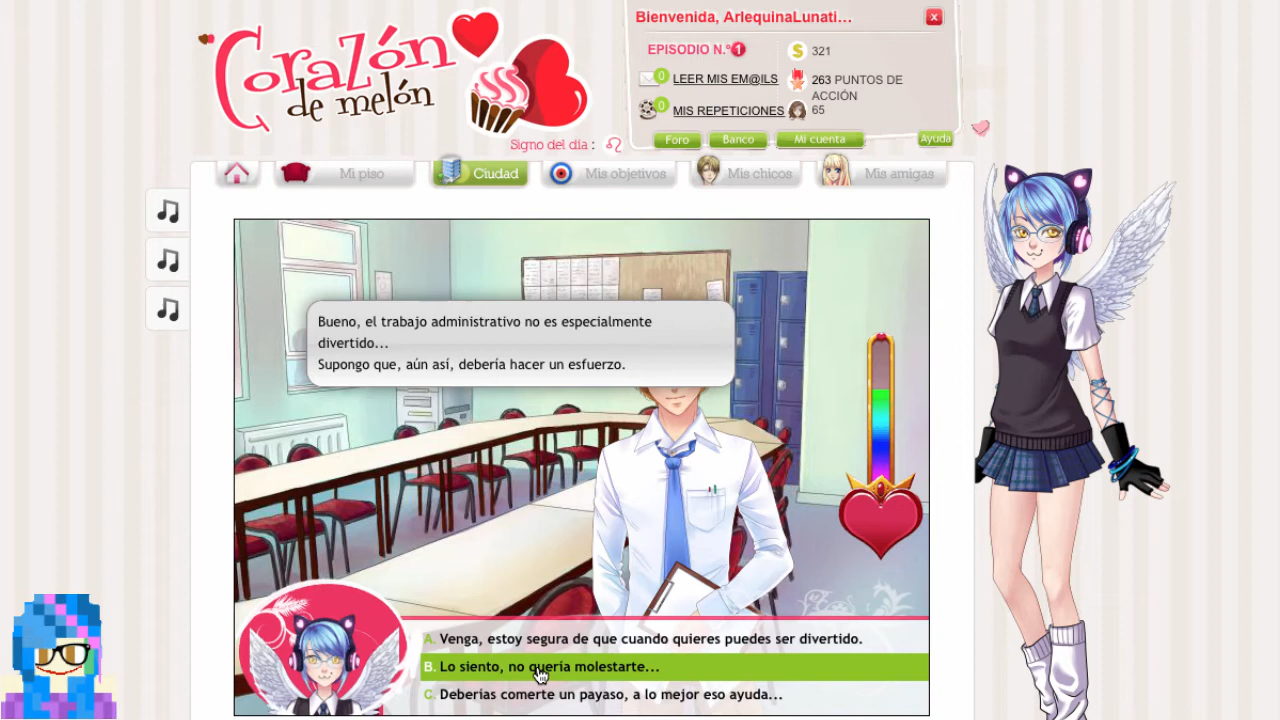 Corazón
de melón
Bienvenida, ArlequinaLunati...
x
EPISODIO N.º 1
321
0 LEER MIS EM@ILS
263 PUNTOS DE
ACCIÓN
0 MIS REPETICIONES
65
Foro
Banco
Mi cuenta
Ayuda
Signo del día : ♌
Mi piso
Ciudad
Mis objetivos
Mis chicos
Mis amigas
Bueno, el trabajo administrativo no es especialmente
divertido...
Supongo que, aún así, debería hacer un esfuerzo.
A. Venga, estoy segura de que cuando quieres puedes ser divertido.
B. Lo siento, no quería molestarte...
C Deberías comerte un payaso, a lo mejor eso ayuda...